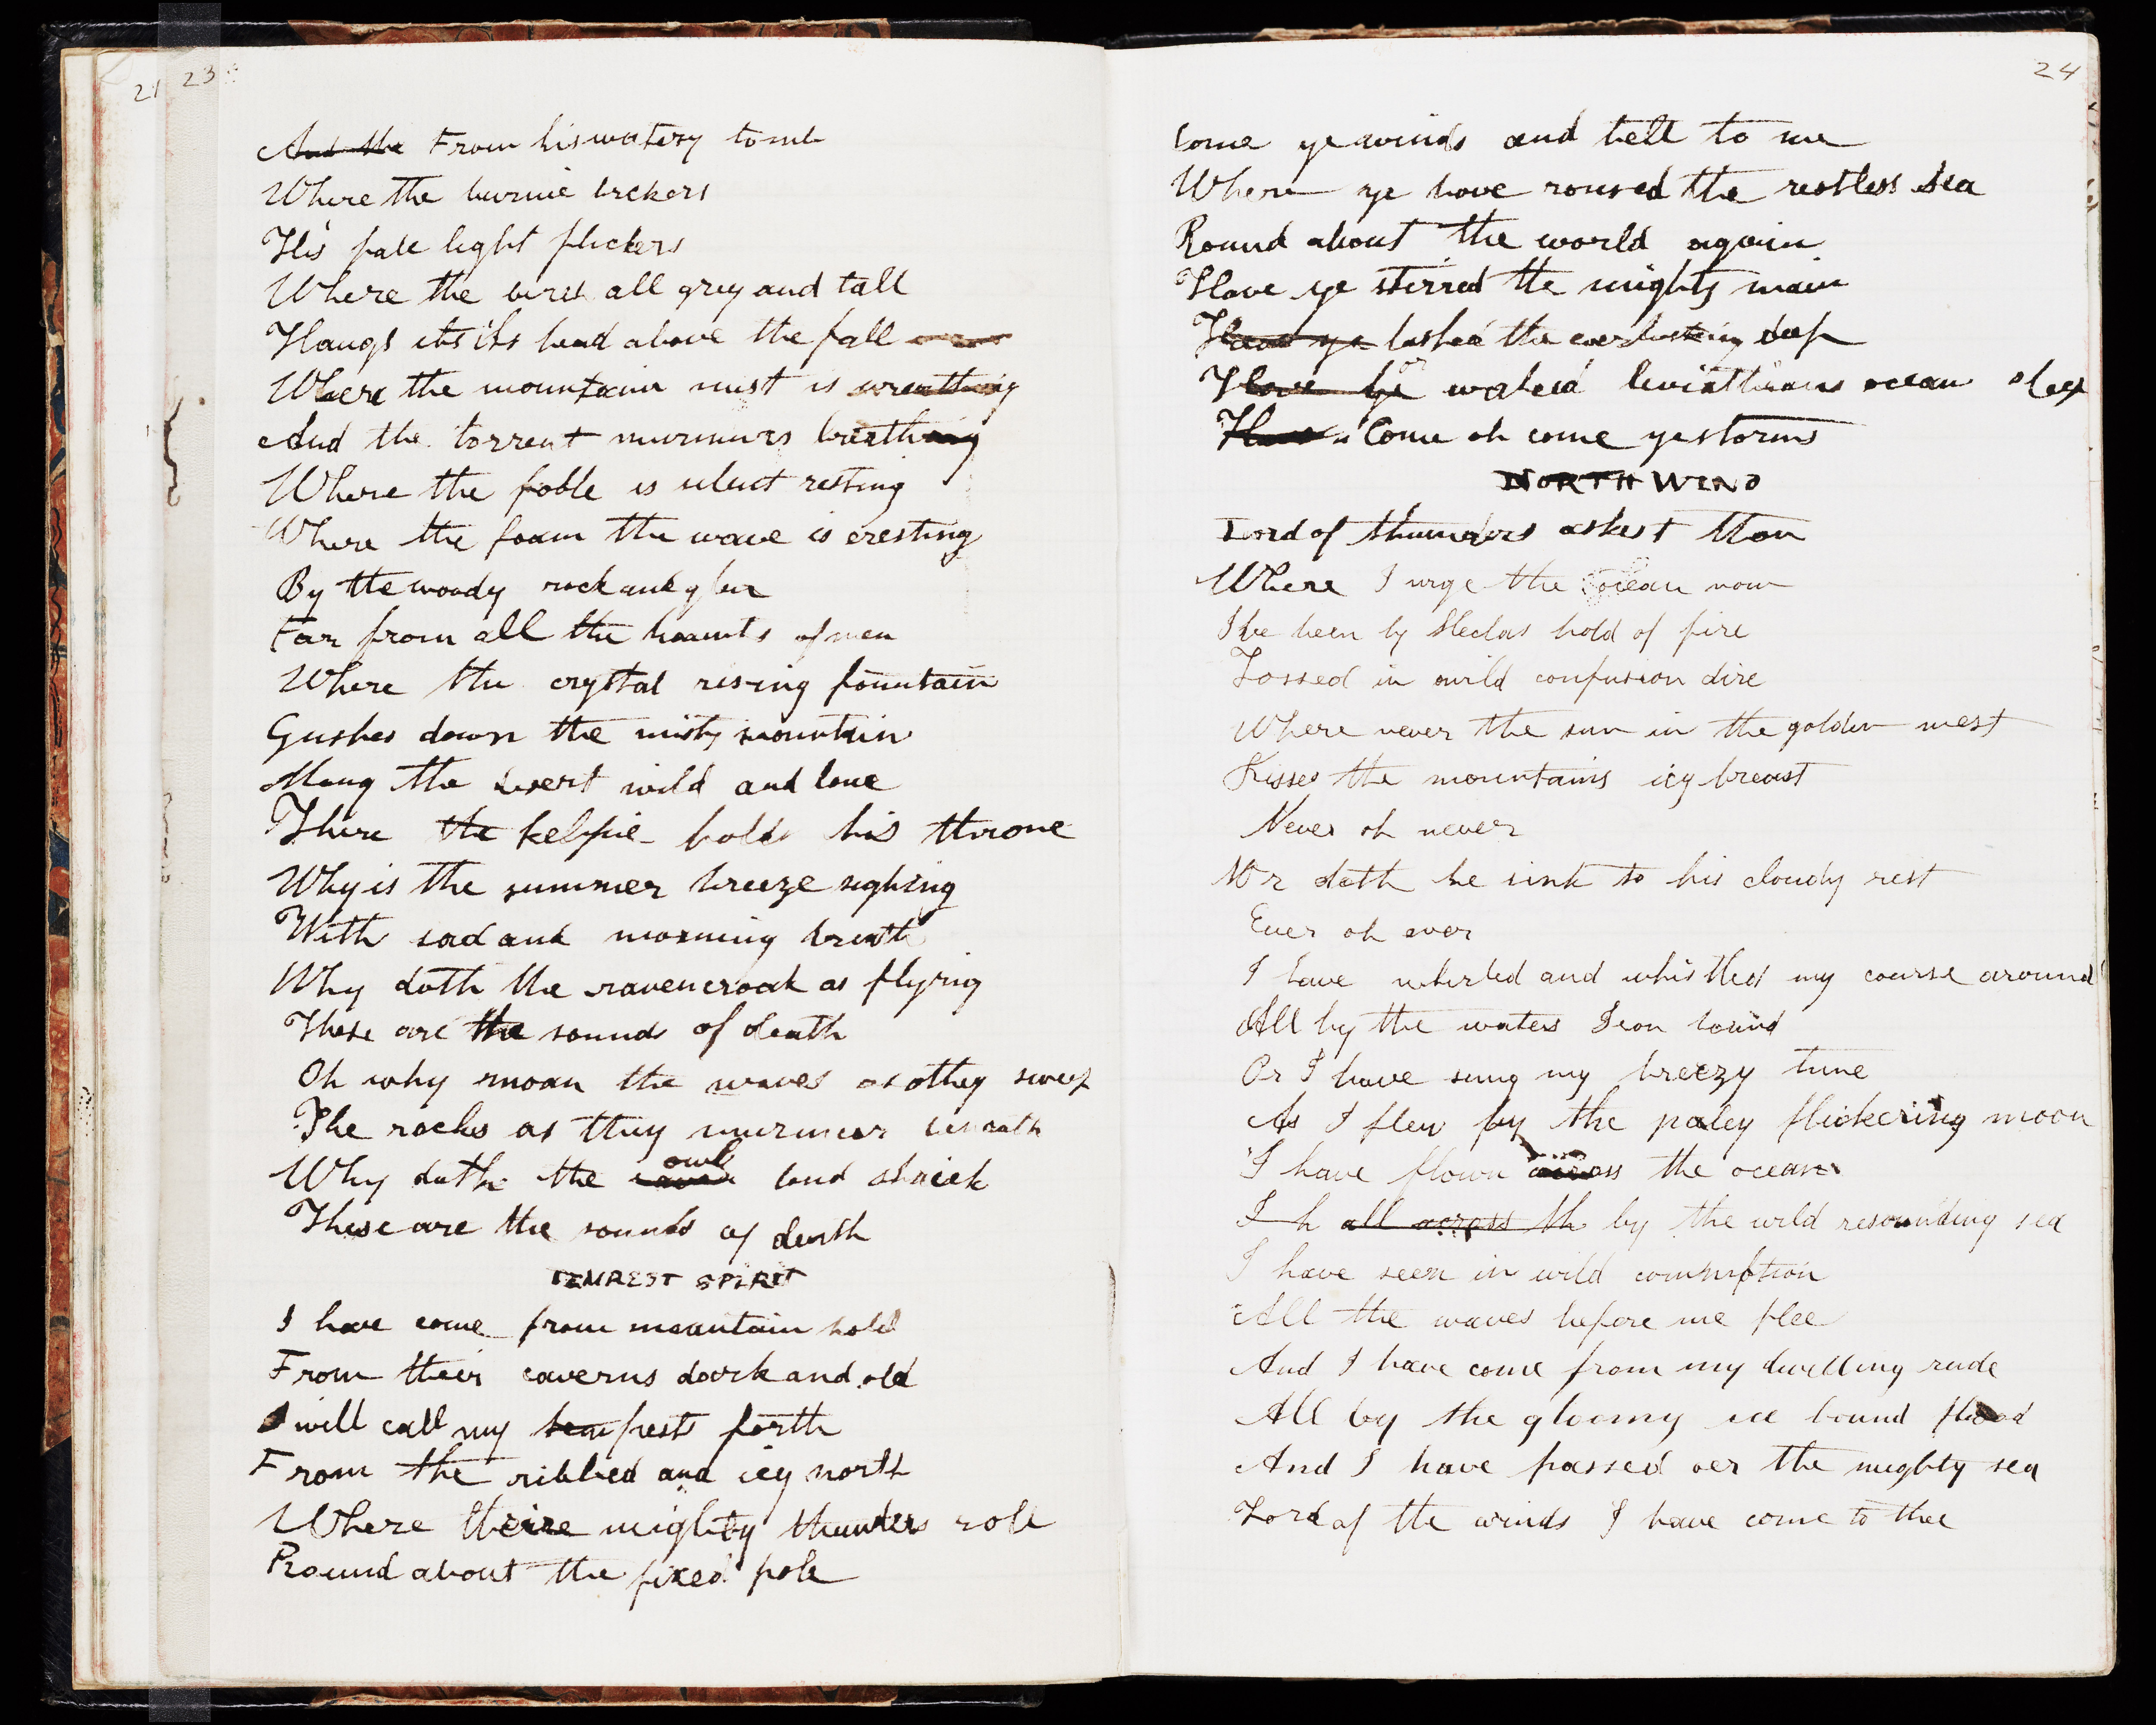 21 23
~~And the~~ From his watery tomb
Where the burnie bickers
His pale light flickers
Where the birch all grey and tall
Hangs its its head above the fall
Where the mountain mist is wreathing
And the torrent murmurs breathing
Where the is silent resting
Where the foam the wave is cresting
By the woody rock and glen
Far from all the haunts of men
Where the crystal rising fountain
Gushes down the misty mountain
Mong the desert wild and lone
There the kelpie holds his throne
Why is the summer breeze sighing
With sad and morning breath
Why doth the raven croak as flying
These are the sounds of death
Oh why moan the waves as they sweep
The rocks as they murmur beneath
Why doth the owl loud shriek
These are the sounds of death
TEMPEST SPIRIT
I have come from mountain hold
From their caverns dark and old
I will call my tempests forth
From the ribbed and icy north
Where their mighty thunders roll
Round about the fixed pole
24
Come ye winds and tell to me
Where ye have roused the restless sea
Round about the world again
Have ye stirred the mighty main
~~Have ye~~ lashed the everlasting deep
~~Have ye~~ or waked leviathans ocean sleep
~~Have~~ Come oh come ye storms
NORTH WIND
Lord of thunders askest thou
Where I urge the ocean now
Ive been by Heclas hold of fire
Tossed in wild confusion dire
Where never the sun in the golden west
Kisses the mountains icy breast
Never oh never
Nor doth he sink to his cloudy rest
Ever oh ever
I have whirled and whistled my course around
All by the waters Iron bound
Or I have sung my breezy tune
As I flew by the paley flickering moon
I have flown across the ocean
~~I h all across th~~ by the wild resounding sea
I have seen in wild commotion
All the waves before me flee
And I have come from my dwelling rude
All by the gloomy ice bound flood
And I have passed oer the mighty sea
Lord of the winds I have come to thee